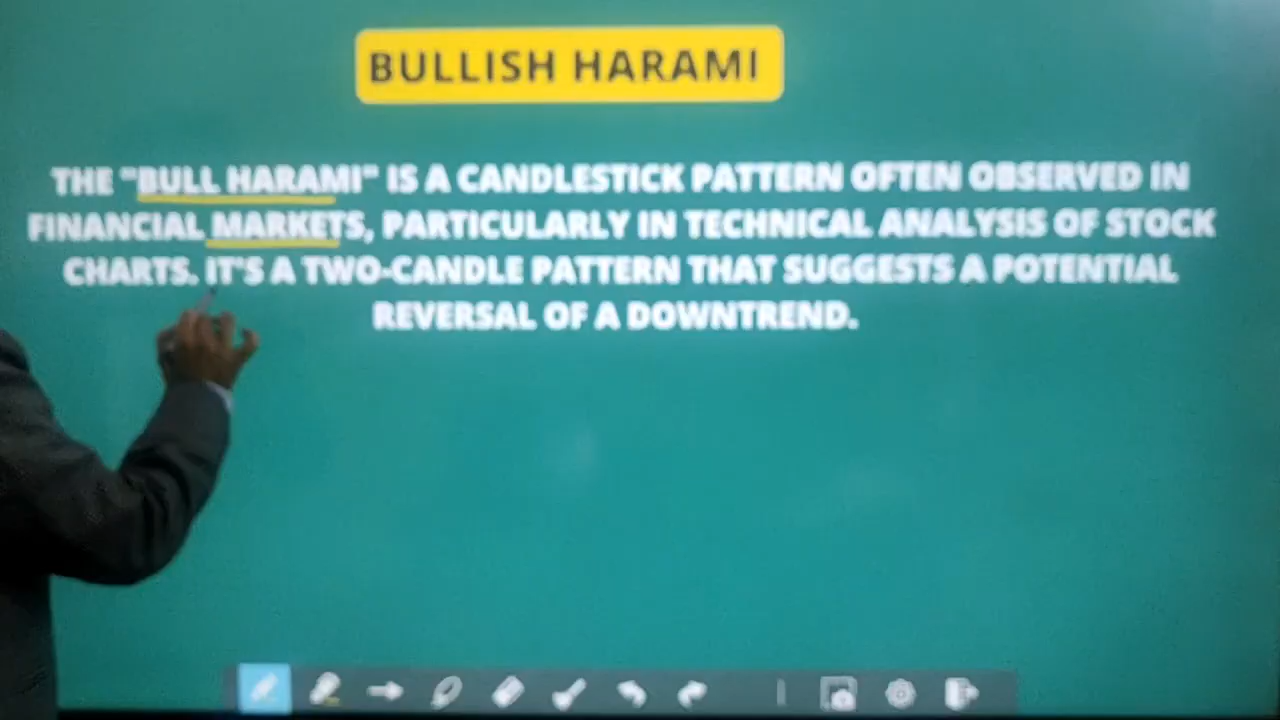 BULLISH HARAMI
THE "BULL HARAMI" IS A CANDLESTICK PATTERN OFTEN OBSERVED IN
FINANCIAL MARKETS, PARTICULARLY IN TECHNICAL ANALYSIS OF STOCK
CHARTS. IT'S A TWO-CANDLE PATTERN THAT SUGGESTS A POTENTIAL
REVERSAL OF A DOWNTREND.